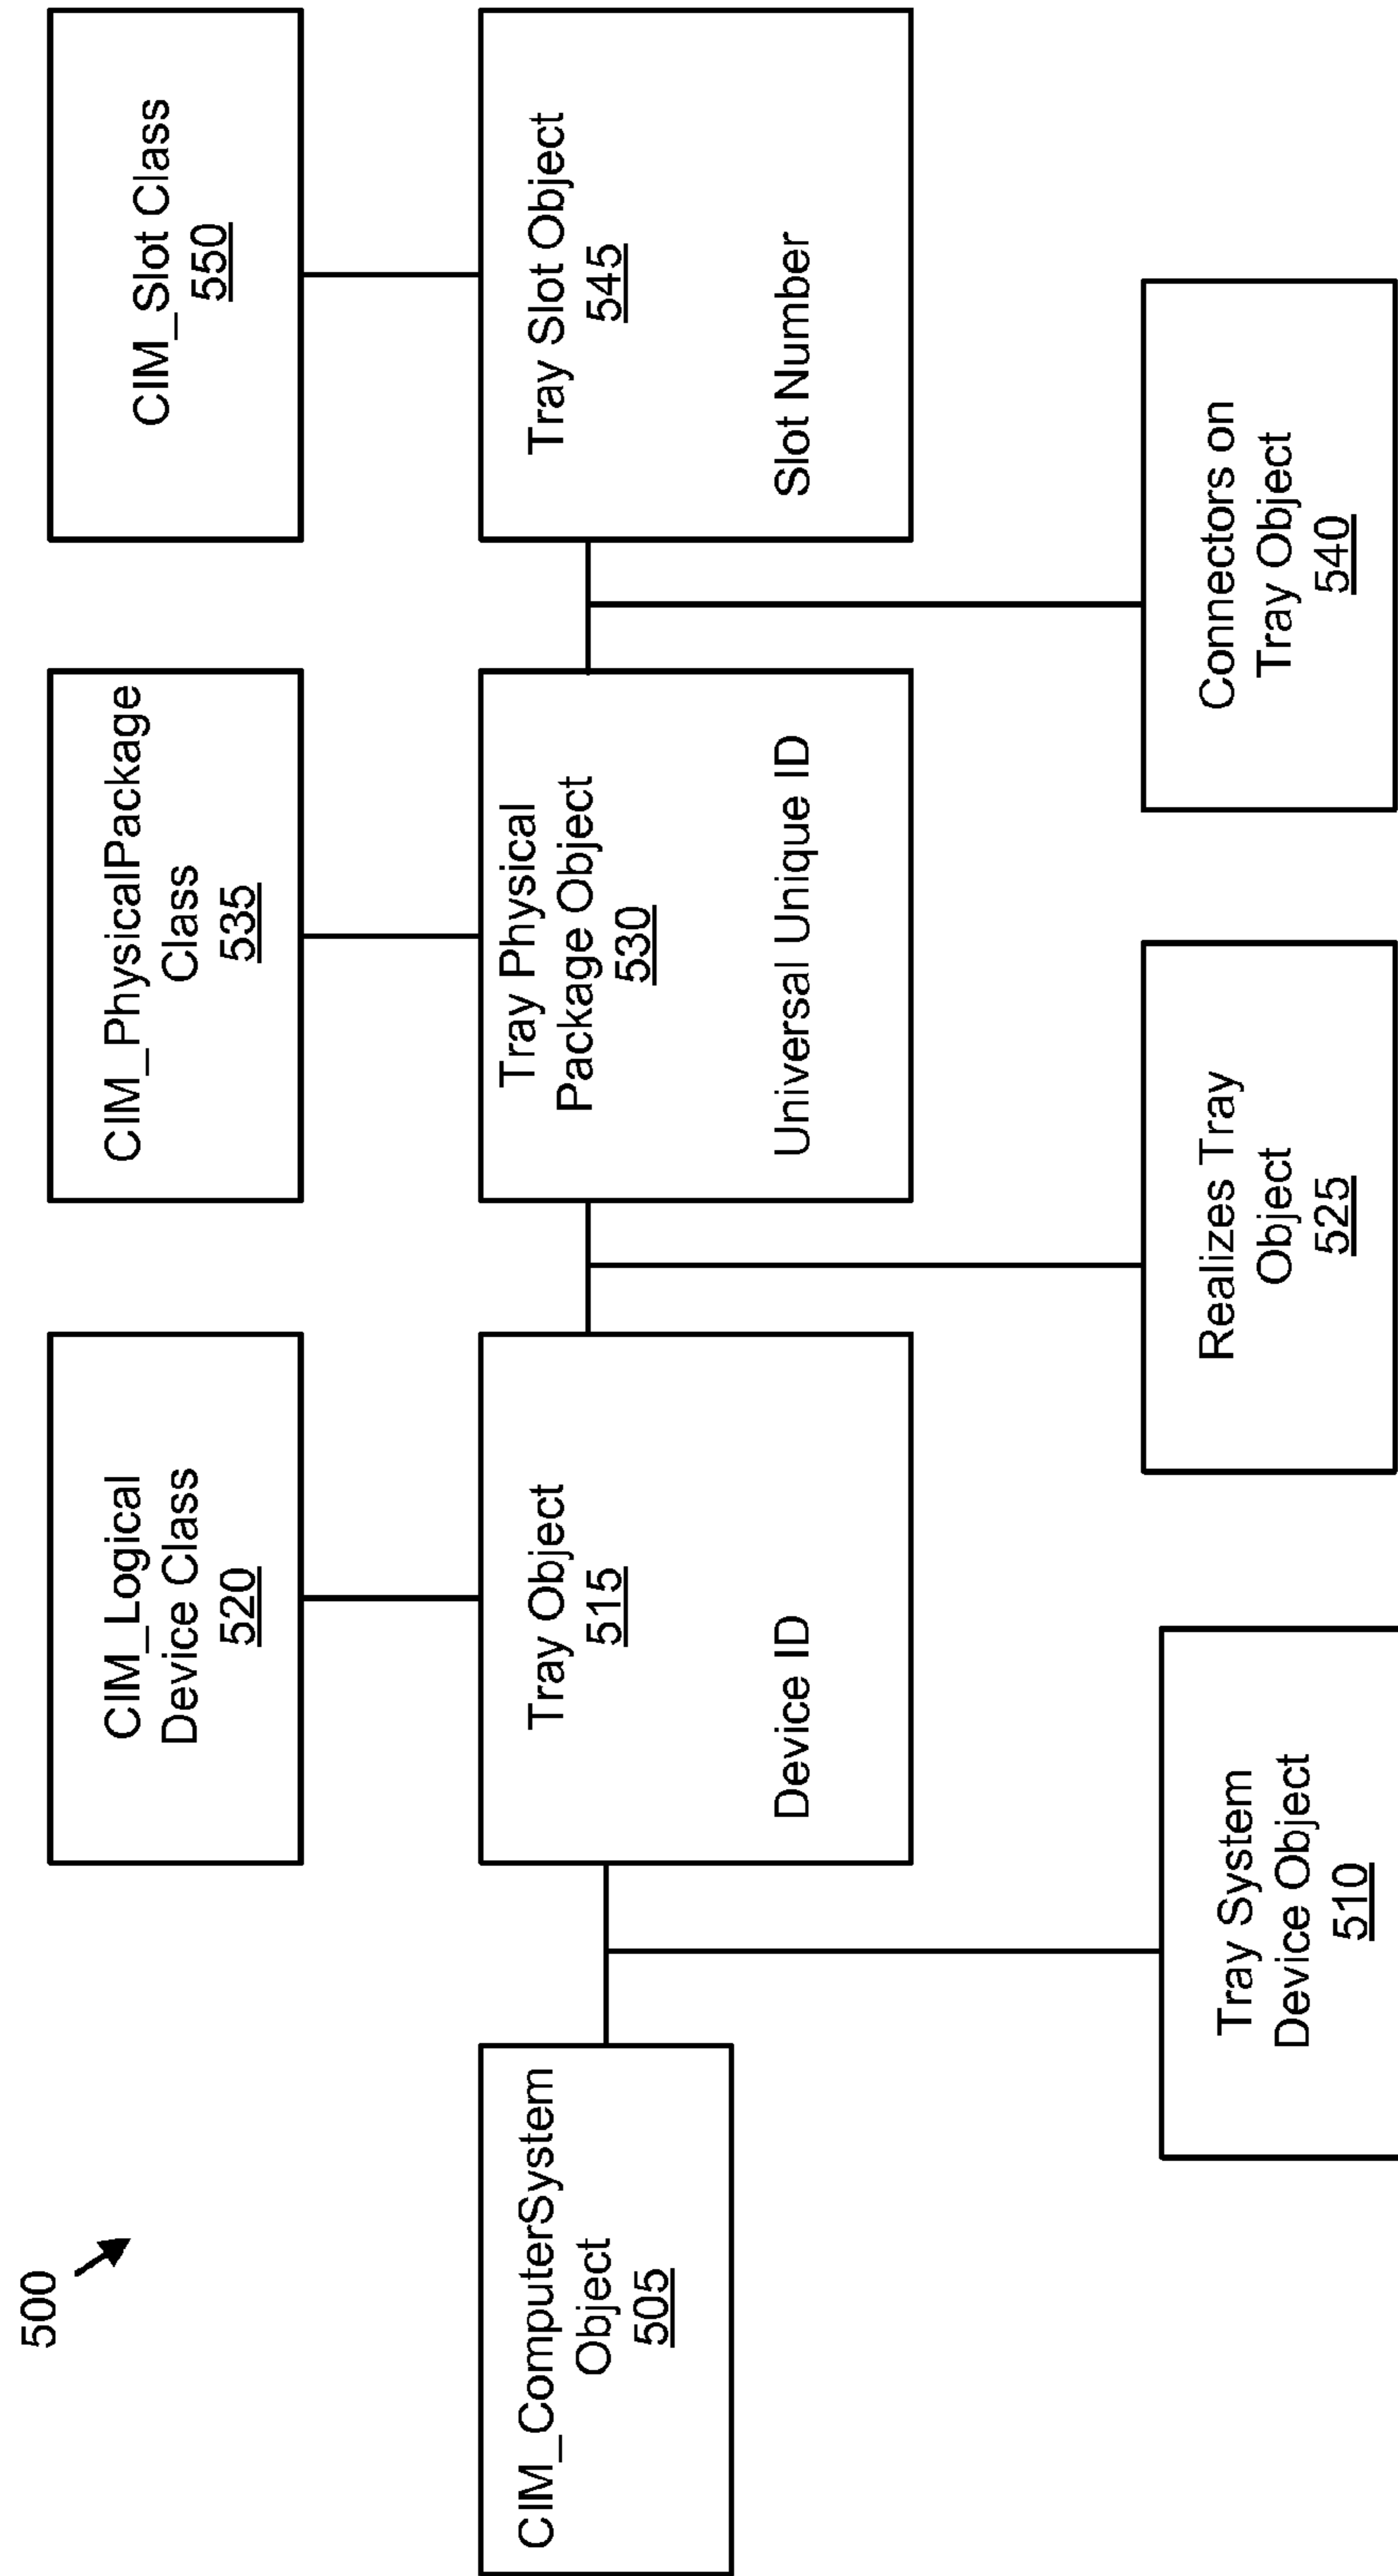 500
CIM_Logical
Device Class
520
CIM_PhysicalPackage
Class
535
CIM_Slot Class
550
CIM_ComputerSystem
Object
505
Tray Object
515
Device ID
Tray Physical
Package Object
530
Universal Unique ID
Tray Slot Object
545
Slot Number
Tray System
Device Object
510
Realizes Tray
Object
525
Connectors on
Tray Object
540